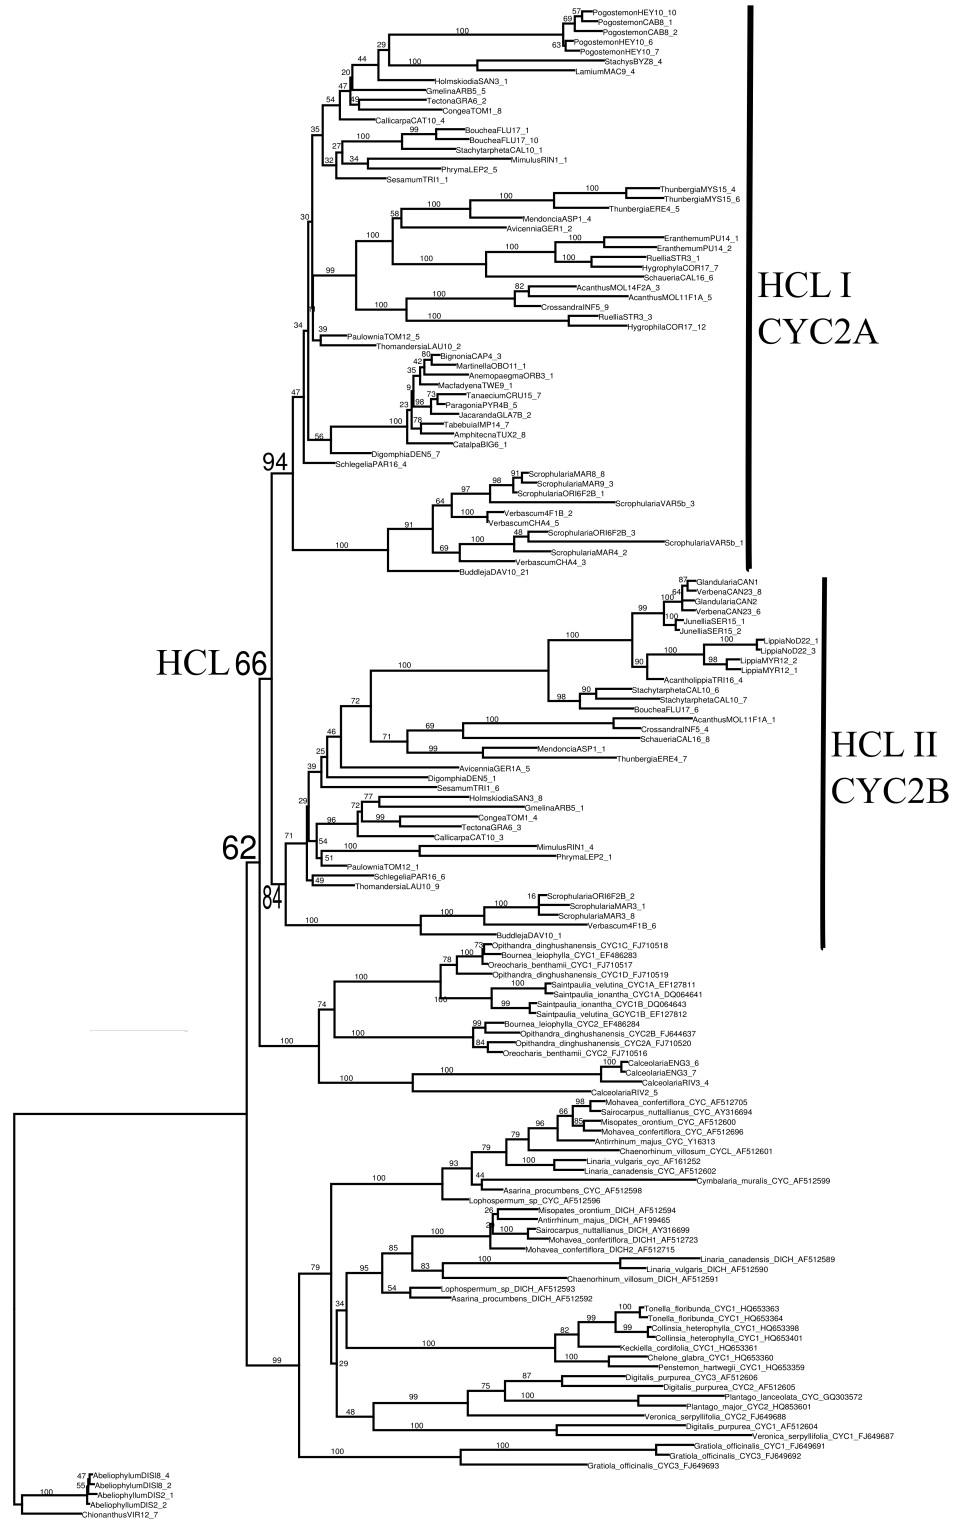 PogostemonHEY10_10
PogostemonCAB8_1
PogostemonCAB8_2
PogostemonHEY10_6
PogostemonHEY10_7
StachysBYZ8_4
LamiumMAC9_4
HolmskiodiaSAN3_1
GmelinaARB5_5
TectonaGRA6_2
CongeaTOM1_8
CallicarpaCAT10_4
BoucheaFLU17_1
BoucheaFLU17_10
StachytarphetaCAL10_1
MimulusRIN1_1
PhrymaLEP2_5
SesamumTRI1_1
ThunbergiaMYS15_4
ThunbergiaMYS15_6
ThunbergiaERE4_5
MendonciaASP1_4
AvicenniaGER1_2
EranthemumPU14_1
EranthemumPU14_2
RuelliaSTR3_1
HygrophylaCOR17_7
SchaueriaCAL16_6
AcanthusMOL14F2A_3
AcanthusMOL11F1A_5
CrossandraINF5_9
RuelliaSTR3_3
HygrophilaCOR17_12
PaulowniaTOM12_5
ThomandersiaLAU10_2
BignoniaCAP4_3
MartinellaOBO11_1
AnemopaegmaORB3_1
MacfadyenaTWE9_1
TanaeciumCRU15_7
ParagoniaPYR4B_5
JacarandaGLA7B_2
TabebuiaIMP14_7
AmphitecnaTUX2_8
CatalpaBIG6_1
DigomphiaDEN5_7
SchlegeliaPAR16_4
ScrophulariaMAR8_8
ScrophulariaMAR9_3
ScrophulariaORI6F2B_1
ScrophulariaVAR5b_3
Verbascum4F1B_2
VerbascumCHA4_5
ScrophulariaORI6F2B_3
ScrophulariaVAR5b_1
ScrophulariaMAR4_2
VerbascumCHA4_3
BuddlejaDAV10_21
HCL I
CYC2A
94
GlandulariaCAN1
VerbenaCAN23_8
GlandulariaCAN2
VerbenaCAN23_6
JunelliaSER15_1
JunelliaSER15_2
LippiaNoD22_1
LippiaNoD22_3
LippiaMYR12_2
LippiaMYR12_1
AcantholippiaTRI16_4
StachytarphetaCAL10_6
StachytarphetaCAL10_7
BoucheaFLU17_6
AcanthusMOL11F1A_1
CrossandraINF5_4
SchaueriaCAL16_8
MendonciaASP1_1
ThunbergiaERE4_7
AvicenniaGER1A_5
DigomphiaDEN5_1
SesamumTRI1_6
HolmskiodiaSAN3_8
GmelinaARB5_1
CongeaTOM1_4
TectonaGRA6_3
CallicarpaCAT10_3
MimulusRIN1_4
PhrymaLEP2_1
PaulowniaTOM12_1
SchlegeliaPAR16_6
ThomandersiaLAU10_9
ScrophulariaORI6F2B_2
ScrophulariaMAR3_1
ScrophulariaMAR3_8
Verbascum4F1B_6
BuddlejaDAV10_1
HCL 66
HCL II
CYC2B
62
84
Opithandra_dinghushanensis_CYC1C_FJ710518
Bournea_leiophylla_CYC1_EF486283
Oreocharis_benthamii_CYC1_FJ710517
Opithandra_dinghushanensis_CYC1D_FJ710519
Saintpaulia_velutina_CYC1A_EF127811
Saintpaulia_ionantha_CYC1A_DQ064641
Saintpaulia_ionantha_CYC1B_DQ064643
Saintpaulia_velutina_GCYC1B_EF127812
Bournea_leiophylla_CYC2_EF486284
Opithandra_dinghushanensis_CYC2B_FJ644637
Opithandra_dinghushanensis_CYC2A_FJ710520
Oreocharis_benthamii_CYC2_FJ710516
CalceolariaENG3_6
CalceolariaENG3_7
CalceolariaRIV3_4
CalceolariaRIV2_5
Mohavea_confertiflora_CYC_AF512705
Sairocarpus_nuttallianus_CYC_AY316694
Misopates_orontium_CYC_AF512600
Mohavea_confertiflora_CYC_AF512696
Antirrhinum_majus_CYC_Y16313
Chaenorhinum_villosum_CYCL_AF512601
Linaria_vulgaris_cyc_AF161252
Linaria_canadensis_CYC_AF512602
Cymbalaria_muralis_CYC_AF512599
Asarina_procumbens_CYC_AF512598
Lophospermum_sp_CYC_AF512596
Misopates_orontium_DICH_AF512594
Antirrhinum_majus_DICH_AF199465
Sairocarpus_nuttallianus_DICH_AY316699
Mohavea_confertiflora_DICH1_AF512723
Mohavea_confertiflora_DICH2_AF512715
Linaria_canadensis_DICH_AF512589
Linaria_vulgaris_DICH_AF512590
Chaenorhinum_villosum_DICH_AF512591
Lophospermum_sp_DICH_AF512593
Asarina_procumbens_DICH_AF512592
Tonella_floribunda_CYC1_HQ653363
Tonella_floribunda_CYC1_HQ653364
Collinsia_heterophylla_CYC1_HQ653398
Collinsia_heterophylla_CYC1_HQ653401
Keckiella_cordifolia_CYC1_HQ653361
Chelone_glabra_CYC1_HQ653360
Penstemon_hartwegii_CYC1_HQ653359
Digitalis_purpurea_CYC3_AF512606
Digitalis_purpurea_CYC2_AF512605
Plantago_lanceolata_CYC_GQ303572
Plantago_major_CYC2_HQ853601
Veronica_serpyllifolia_CYC2_FJ649688
Digitalis_purpurea_CYC1_AF512604
Veronica_serpyllifolia_CYC1_FJ649687
Gratiola_officinalis_CYC1_FJ649691
Gratiola_officinalis_CYC2_FJ649692
Gratiola_officinalis_CYC3_FJ649693
AbeliophylumDISI8_4
AbeliophylumDISI8_2
AbeliophyllumDIS2_1
AbeliophyllumDIS2_2
ChionanthusVIR12_7